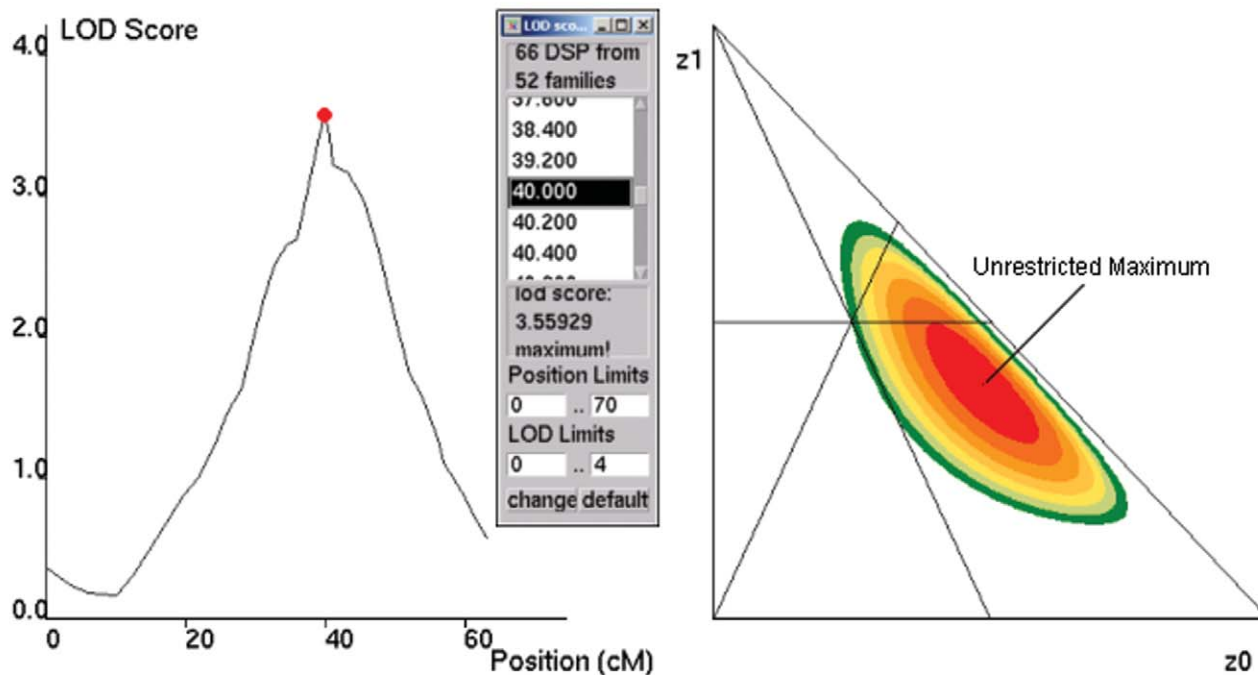 LOD Score
4.0
3.0
2.0
1.0
0.0
0
20
40
60
Position (cM)
LOD sco...
66 DSP from
52 families
37.600
38.400
39.200
40.000
40.200
40.400
lod score:
3.55929
maximum!
Position Limits
0 .. 70
LOD Limits
0 .. 4
change default
z1
Unrestricted Maximum
z0